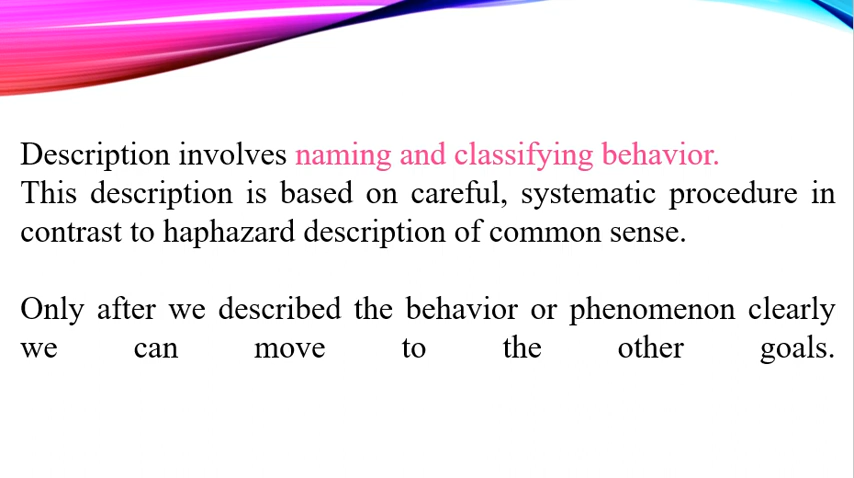 Description involves naming and classifying behavior.
This description is based on careful, systematic procedure in
contrast to haphazard description of common sense.
Only after we described the behavior or phenomenon clearly
we can move to the other goals.